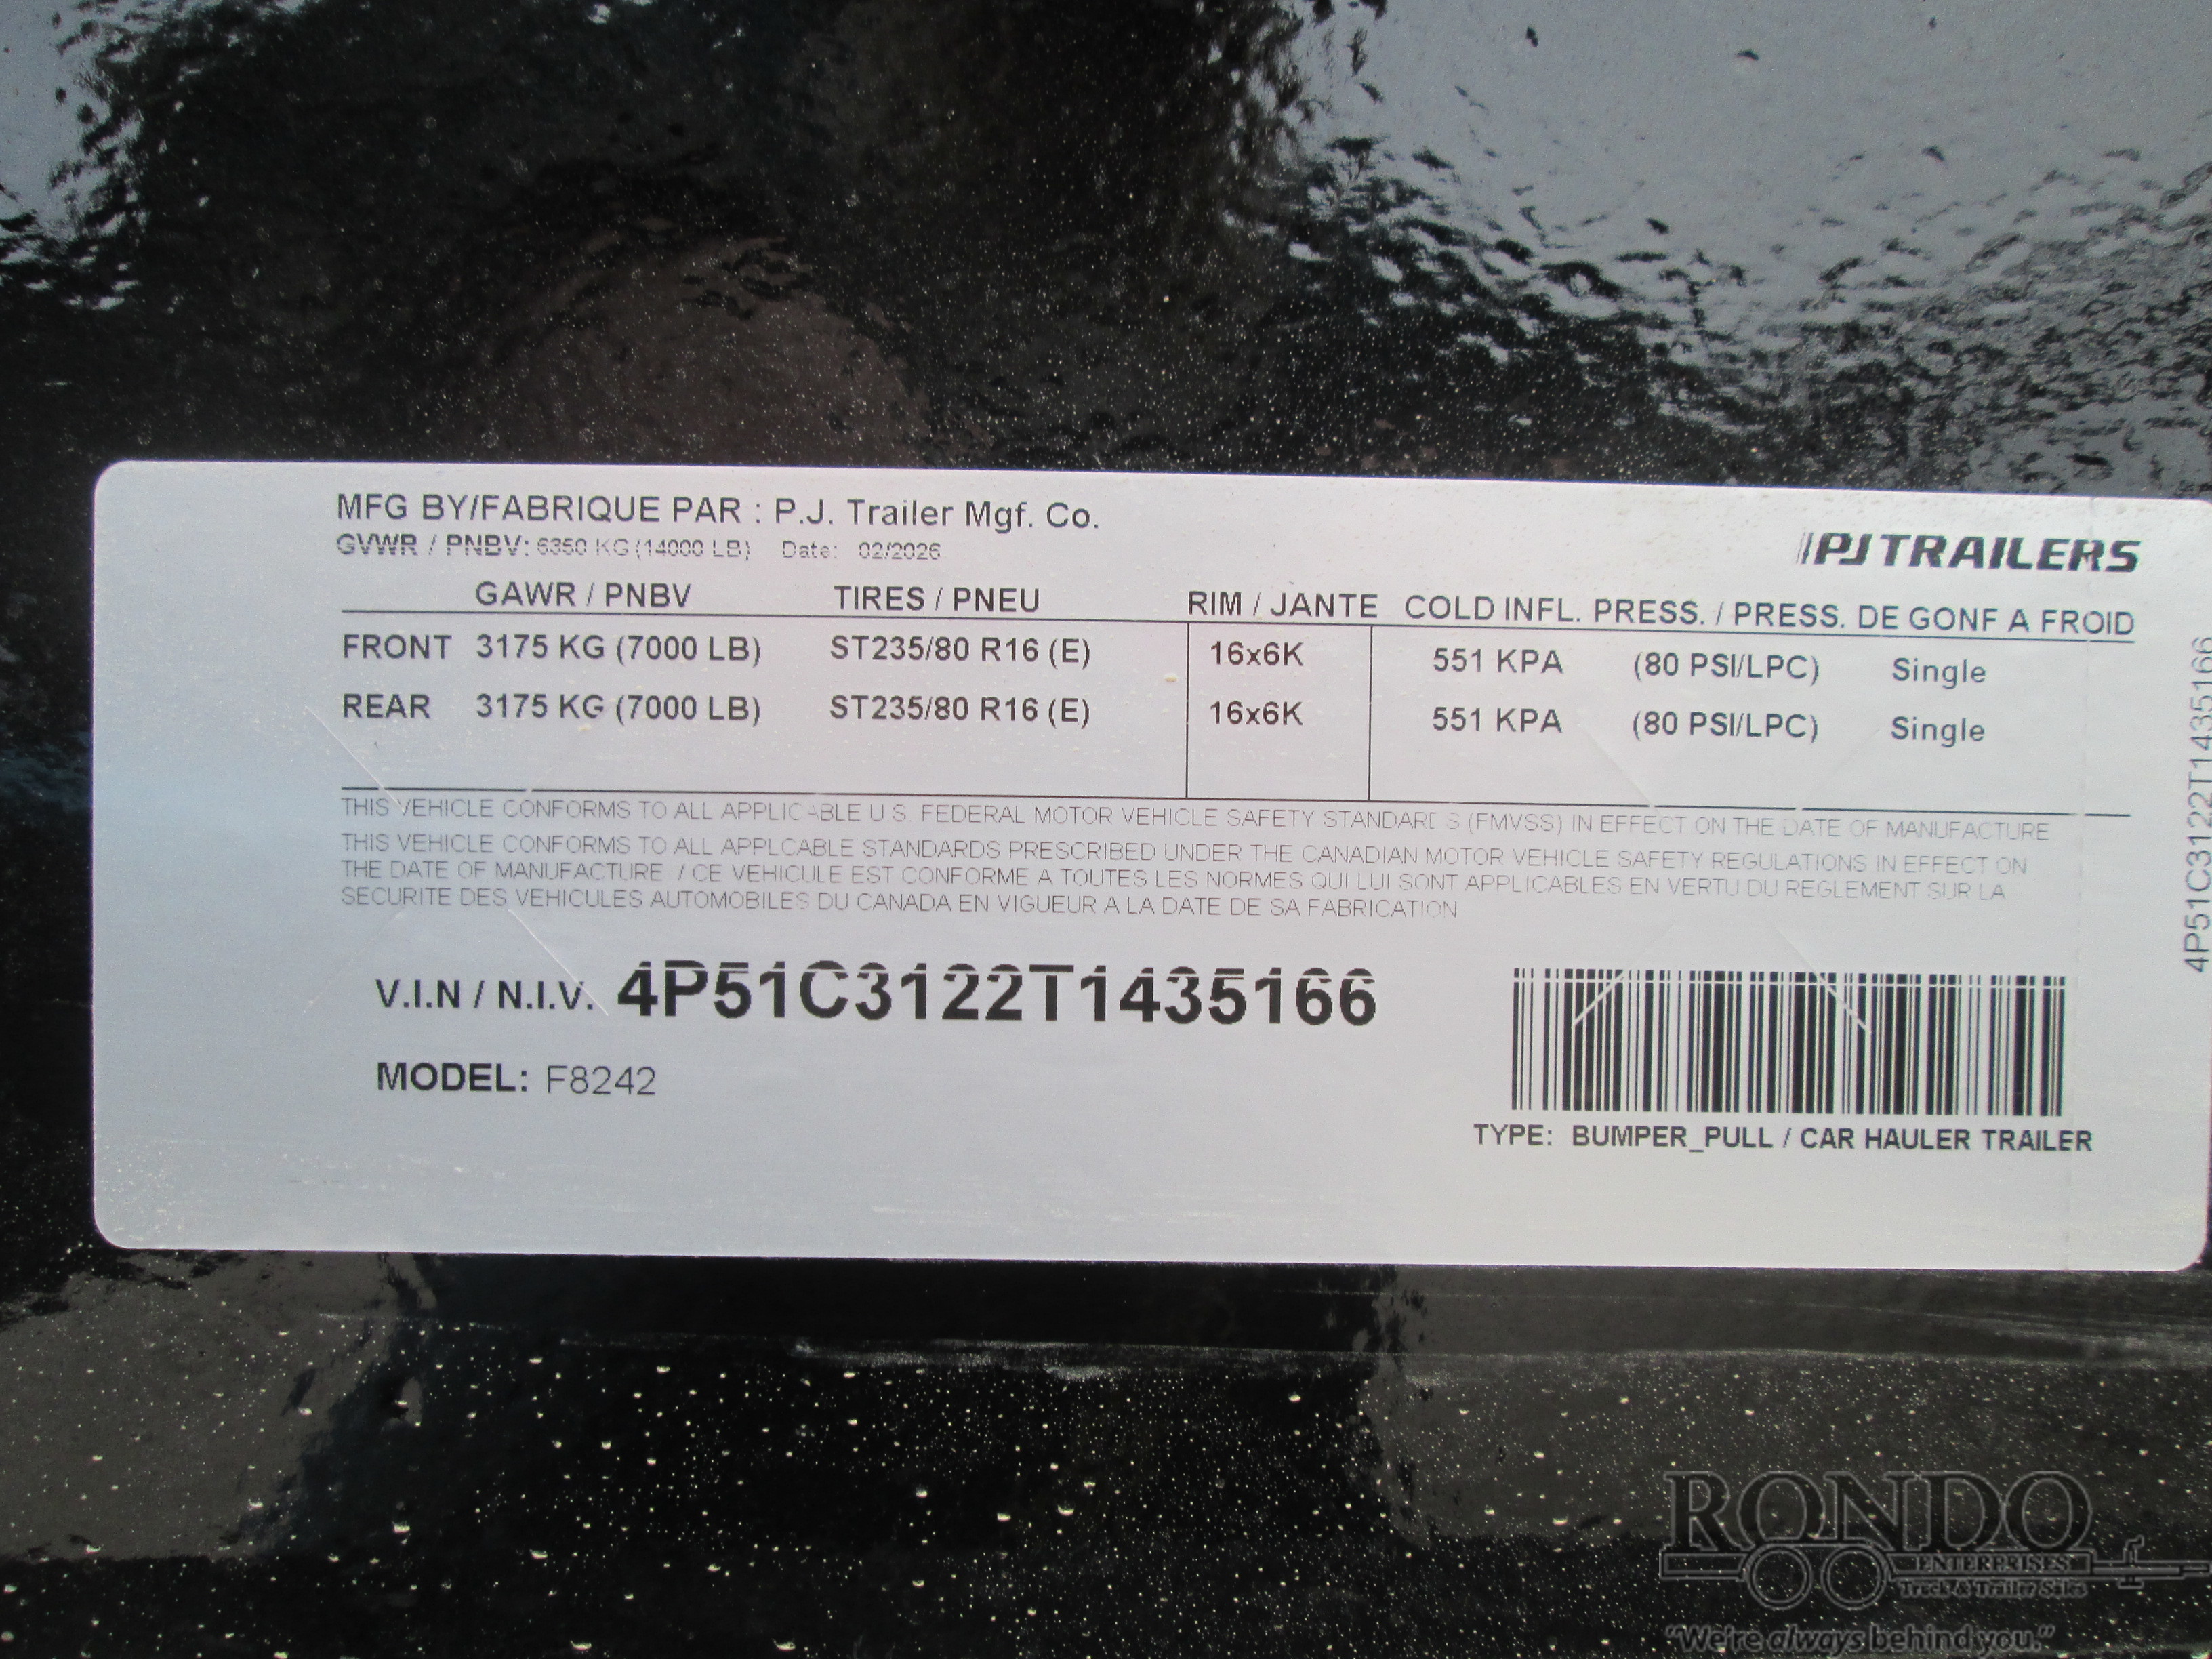 MFG BY/FABRIQUE PAR : P.J. Trailer Mgf. Co.
GVWR / PNBV: 6350 KG (14000 LB) Date: 02/2026
PJ TRAILERS
GAWR / PNBV TIRES / PNEU RIM / JANTE COLD INFL. PRESS. / PRESS. DE GONF A FROID
FRONT 3175 KG (7000 LB) ST235/80 R16 (E) 16x6K 551 KPA (80 PSI/LPC) Single
REAR 3175 KG (7000 LB) ST235/80 R16 (E) 16x6K 551 KPA (80 PSI/LPC) Single
THIS VEHICLE CONFORMS TO ALL APPLICABLE U.S. FEDERAL MOTOR VEHICLE SAFETY STANDARDS (FMVSS) IN EFFECT ON THE DATE OF MANUFACTURE
THIS VEHICLE CONFORMS TO ALL APPLCABLE STANDARDS PRESCRIBED UNDER THE CANADIAN MOTOR VEHICLE SAFETY REGULATIONS IN EFFECT ON
THE DATE OF MANUFACTURE / CE VEHICULE EST CONFORME A TOUTES LES NORMES QUI LUI SONT APPLICABLES EN VERTU DU REGLEMENT SUR LA
SECURITE DES VEHICULES AUTOMOBILES DU CANADA EN VIGUEUR A LA DATE DE SA FABRICATION
V.I.N / N.I.V. 4P51C3122T1435166
MODEL: F8242
TYPE: BUMPER_PULL / CAR HAULER TRAILER
4P51C3122T1435166
RONDO
ENTERPRISES
Truck & Trailer Sales
"We're always behind you."